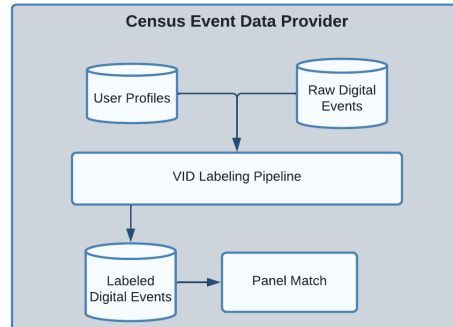 Census Event Data Provider
User Profiles
Raw Digital
Events
VID Labeling Pipeline
Labeled
Digital Events
Panel Match